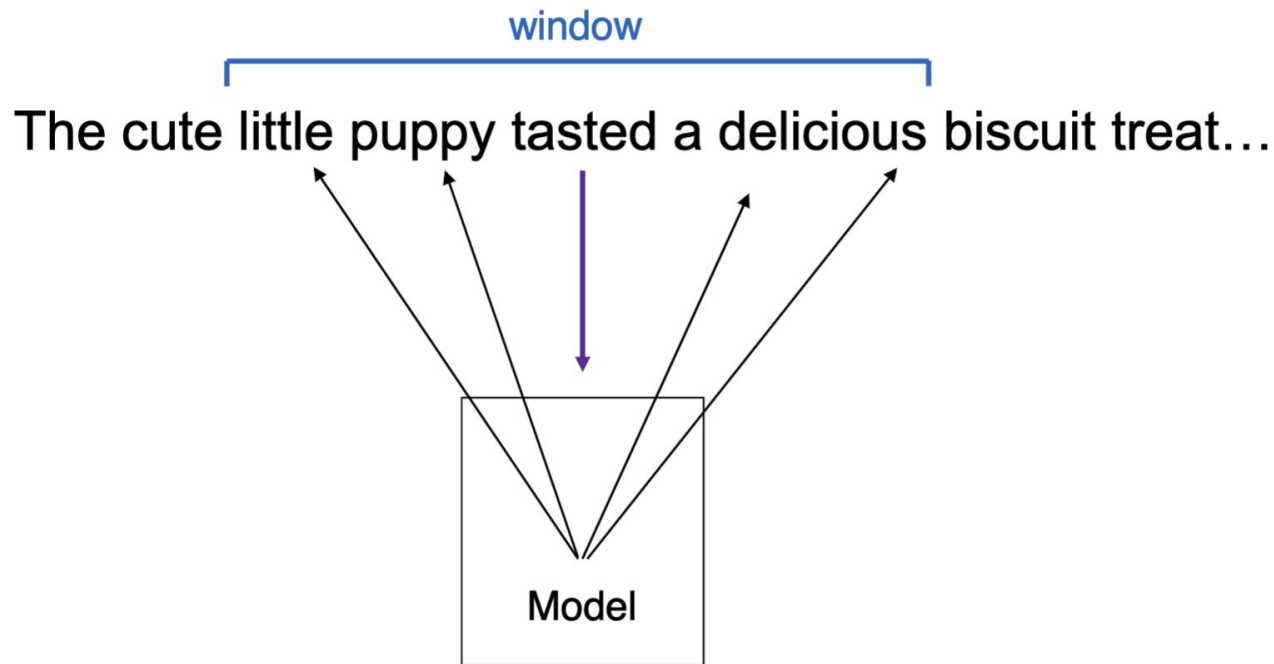 window
The cute little puppy tasted a delicious biscuit treat…
Model